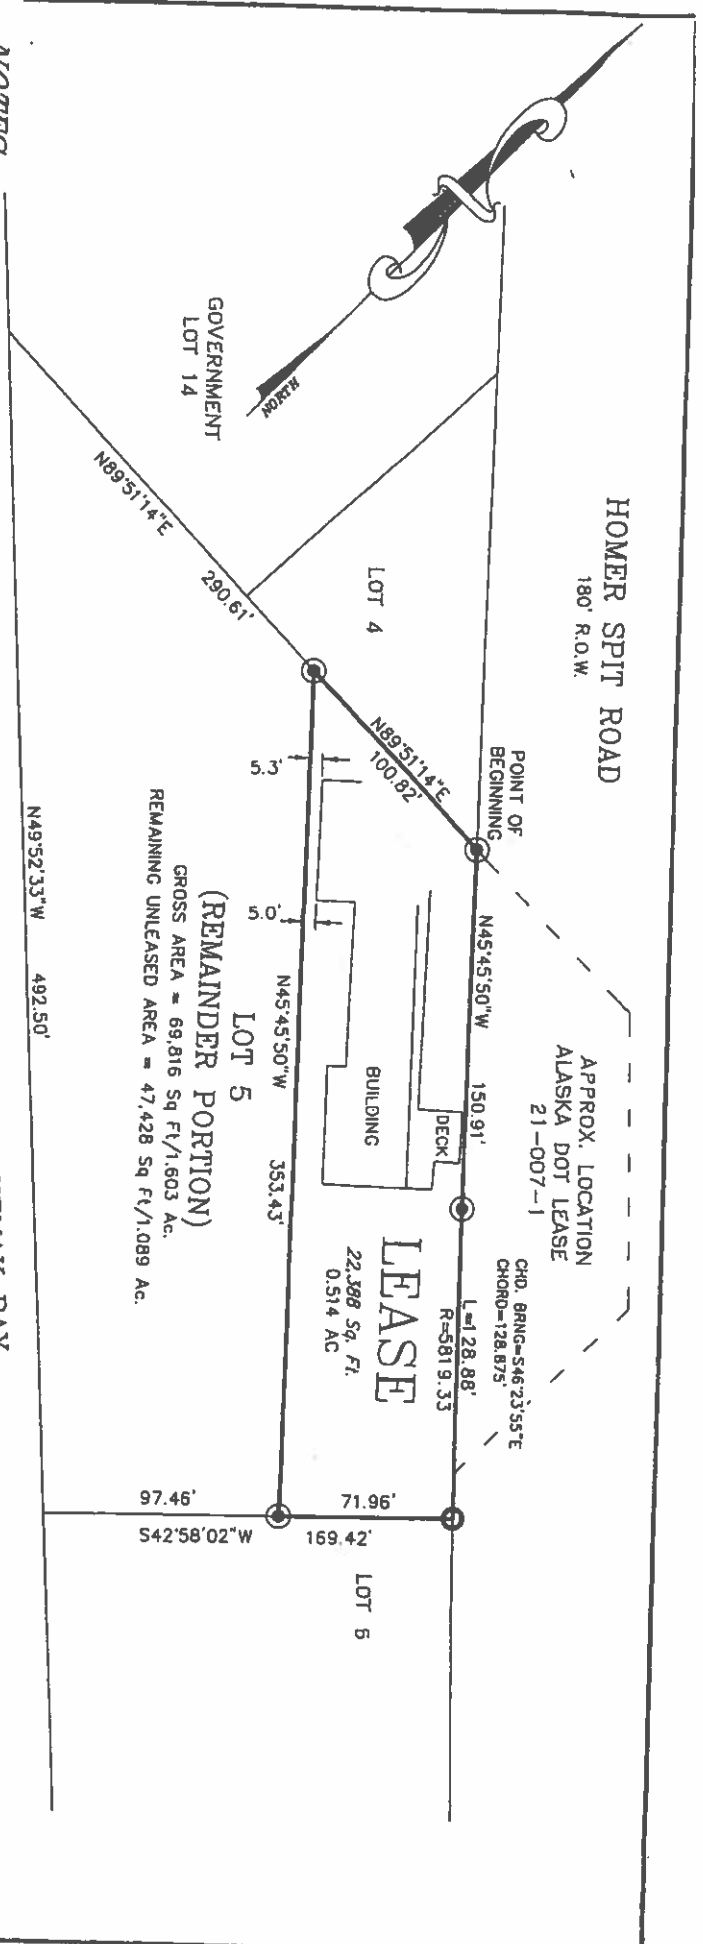 HOMER SPIT ROAD
180' R.O.W.
NORTH
GOVERNMENT
LOT 14
N89°51'14"E
290.61'
LOT 4
N89°51'14"E
100.82'
POINT OF
BEGINNING
N45°45'50"W
150.91'
APPROX. LOCATION
ALASKA DOT LEASE
21-007-1
CHD. BRNG=S46°23'55"E
CHORD=128.875'
L=128.88'
R=5819.33
5.3'
5.0'
BUILDING
DECK
LEASE
22,388 Sq. Ft.
0.514 AC
N45°45'50"W
353.43'
LOT 5
(REMAINDER PORTION)
GROSS AREA = 69,816 Sq Ft/1.603 Ac.
REMAINING UNLEASED AREA = 47,428 Sq Ft/1.089 Ac.
N49°52'33"W
492.50'
97.46'
71.96'
S42°58'02"W
169.42'
LOT 6
NOTES
BAY